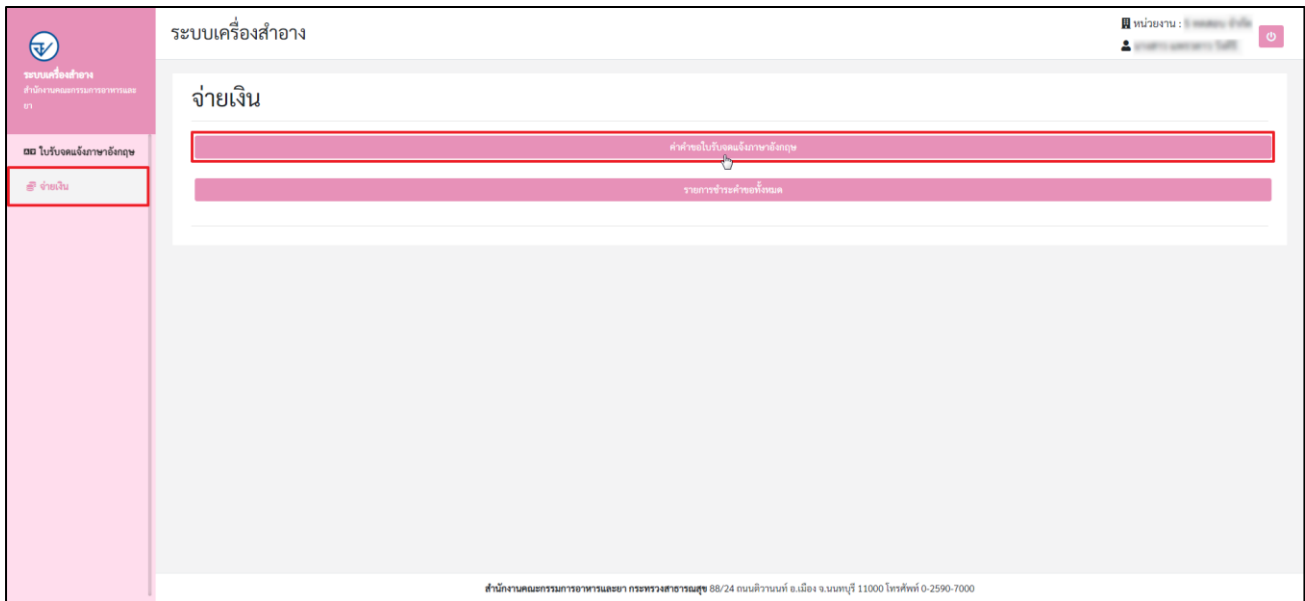 ระบบเครื่องสำอาง
สำนักงานคณะกรรมการอาหารและ
ยา
ใบรับจดแจ้งภาษาอังกฤษ
จ่ายเงิน
ระบบเครื่องสำอาง
หน่วยงาน :
จ่ายเงิน
ค่าคำขอใบรับจดแจ้งภาษาอังกฤษ
รายการชำระคำขอทั้งหมด
สำนักงานคณะกรรมการอาหารและยา กระทรวงสาธารณสุข 88/24 ถนนติวานนท์ อ.เมือง จ.นนทบุรี 11000 โทรศัพท์ 0-2590-7000